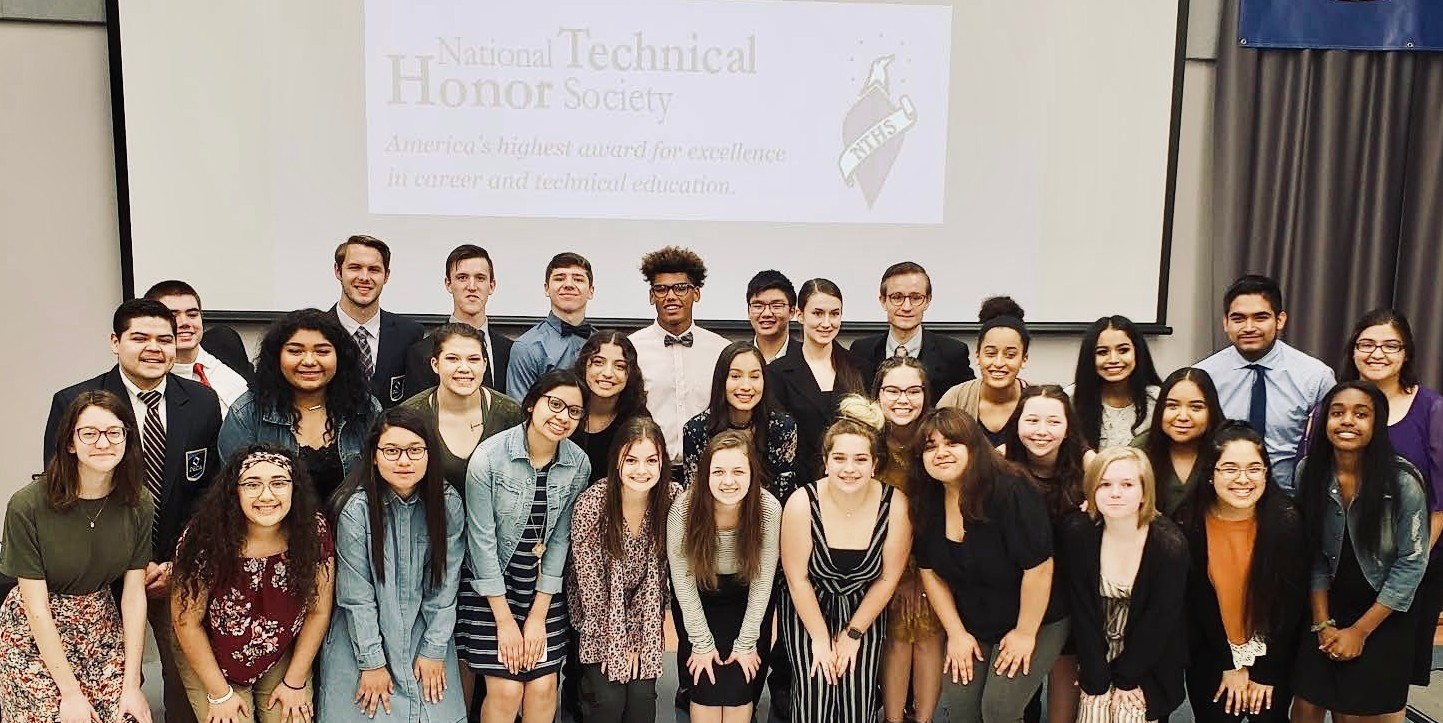 National Technical
Honor Society
America's highest award for excellence
in career and technical education.
NTHS